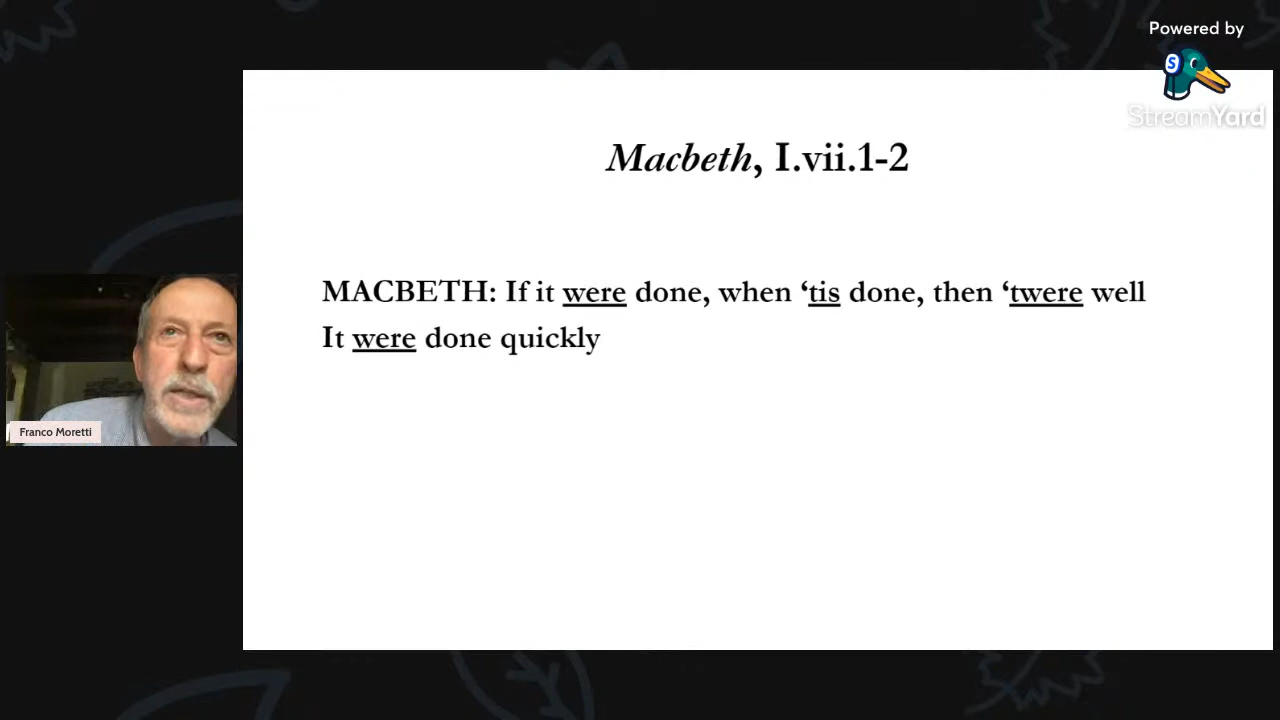 Powered by
S
StreamYard
Macbeth, I.vii.1-2
MACBETH: If it were done, when ‘tis done, then ‘twere well
It were done quickly
Franco Moretti